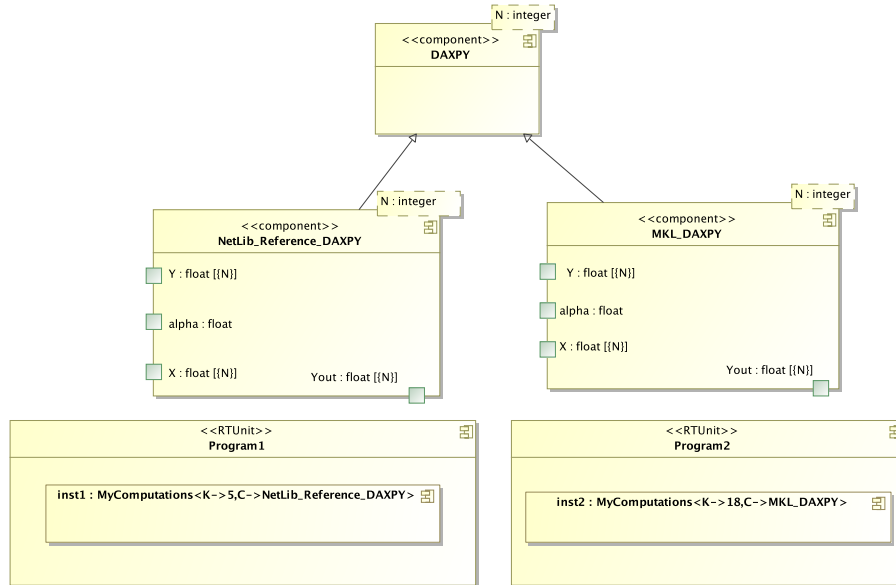 N : integer
<<component>>
DAXPY
N : integer
<<component>>
NetLib_Reference_DAXPY
Y : float [{N}]
alpha : float
X : float [{N}]
Yout : float [{N}]
N : integer
<<component>>
MKL_DAXPY
Y : float [{N}]
alpha : float
X : float [{N}]
Yout : float [{N}]
<<RTUnit>>
Program1
inst1 : MyComputations<K->5,C->NetLib_Reference_DAXPY>
<<RTUnit>>
Program2
inst2 : MyComputations<K->18,C->MKL_DAXPY>